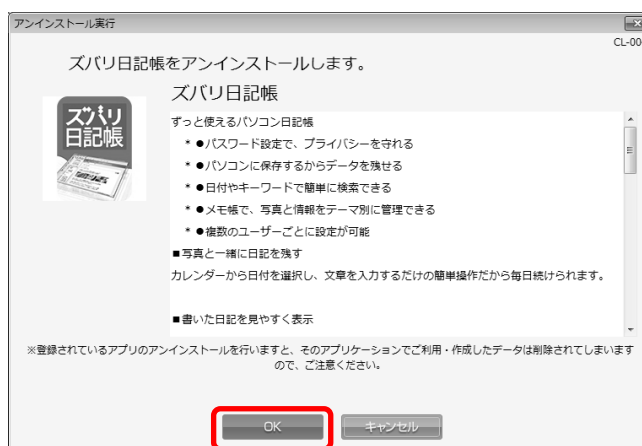 アンインストール実行
CL-00
ズバリ日記帳をアンインストールします。
ズバリ
日記帳
ズバリ日記帳
ずっと使えるパソコン日記帳
* ●パスワード設定で、プライバシーを守れる
* ●パソコンに保存するからデータを残せる
* ●日付やキーワードで簡単に検索できる
* ●メモ帳で、写真と情報をテーマ別に管理できる
* ●複数のユーザーごとに設定が可能
■写真と一緒に日記を残す
カレンダーから日付を選択し、文章を入力するだけの簡単操作だから毎日続けられます。
■書いた日記を見やすく表示
※登録されているアプリのアンインストールを行いますと、そのアプリケーションでご利用・作成したデータは削除されてしまいます
ので、ご注意ください。
OK
キャンセル